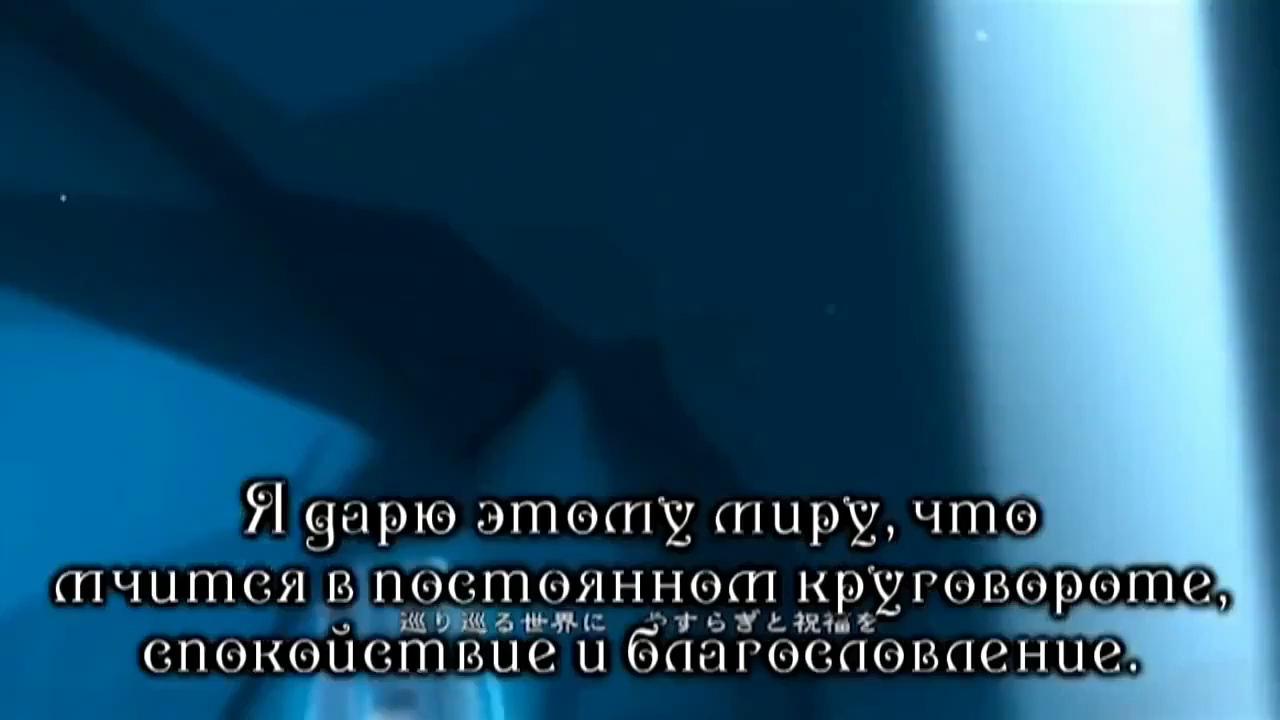 Я дарю этому миру, что
мчится в постоянном круговороте,
巡り巡る世界に　やすらぎと祝福を
спокойствие и благословление.